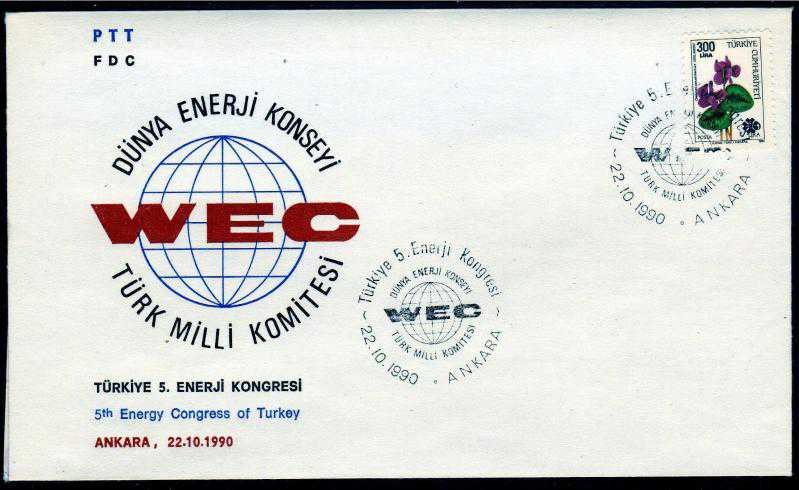 PTT
FDC
DÜNYA ENERJİ KONSEYİ
WEC
TÜRK MİLLİ KOMİTESİ
TÜRKİYE 5. ENERJİ KONGRESİ
5th Energy Congress of Turkey
ANKARA, 22.10.1990
Türkiye 5. Enerji Kongresi
DÜNYA ENERJİ KONSEYİ
WEC
TÜRK MİLLİ KOMİTESİ
22.10.1990 • ANKARA
300
LİRA
TÜRKİYE
CUMHURİYETİ
POSTA
Türkiye 5. Ener
DÜNYA EN
WE
TÜRK MİLLİ KOMİTESİ
22.10.1990 • ANKARA